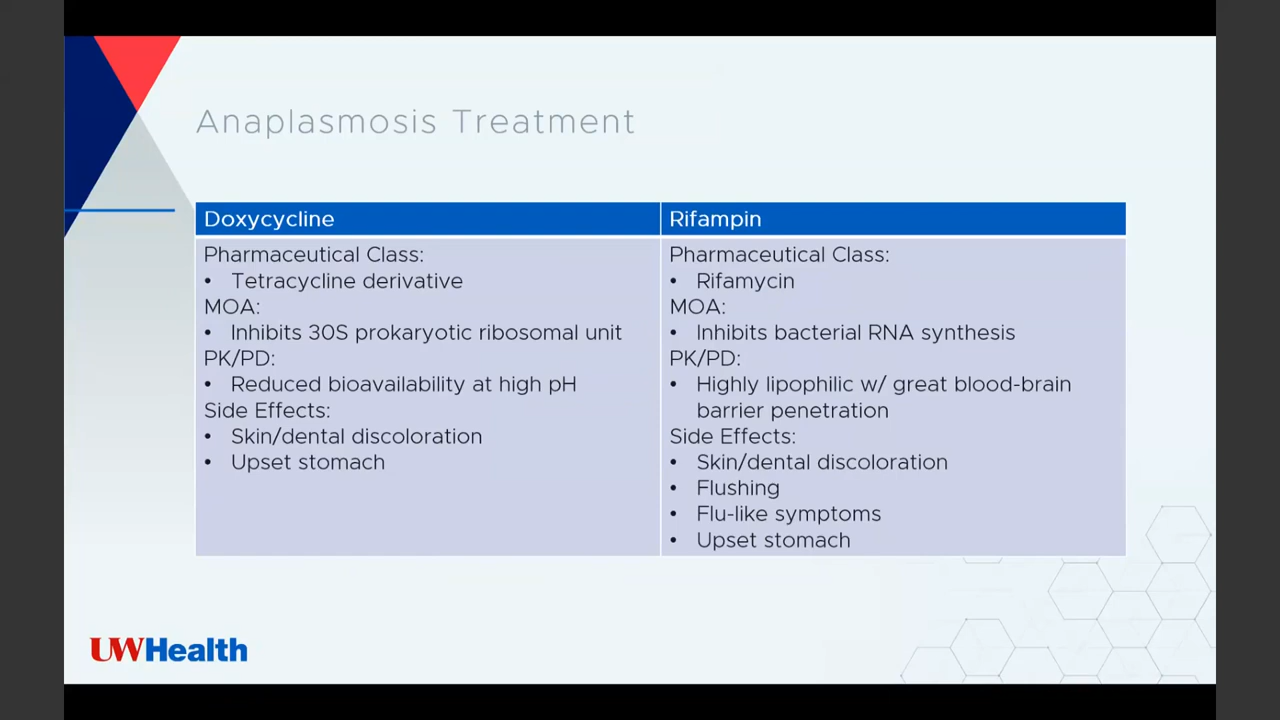 Anaplasmosis Treatment
Doxycycline
Pharmaceutical Class:
• Tetracycline derivative
MOA:
• Inhibits 30S prokaryotic ribosomal unit
PK/PD:
• Reduced bioavailability at high pH
Side Effects:
• Skin/dental discoloration
• Upset stomach
Rifampin
Pharmaceutical Class:
• Rifamycin
MOA:
• Inhibits bacterial RNA synthesis
PK/PD:
• Highly lipophilic w/ great blood-brain
barrier penetration
Side Effects:
• Skin/dental discoloration
• Flushing
• Flu-like symptoms
• Upset stomach
UWHealth